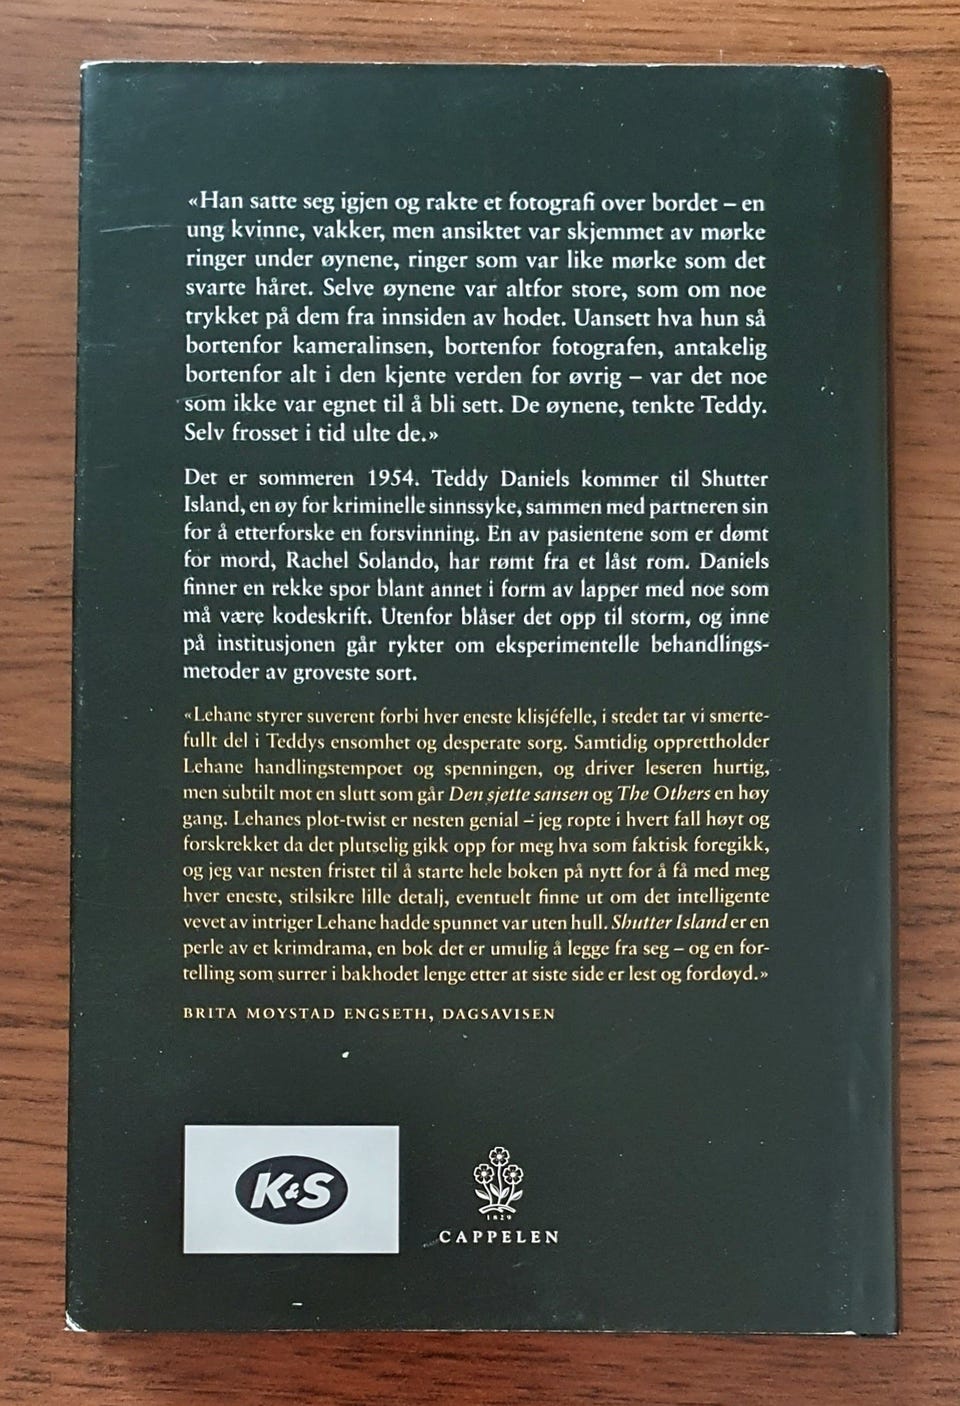 «Han satte seg igjen og rakte et fotografi over bordet – en
ung kvinne, vakker, men ansiktet var skjemmet av mørke
ringer under øynene, ringer som var like mørke som det
svarte håret. Selve øynene var altfor store, som om noe
trykket på dem fra innsiden av hodet. Uansett hva hun så
bortenfor kameralinsen, bortenfor fotografen, antakelig
bortenfor alt i den kjente verden for øvrig – var det noe
som ikke var egnet til å bli sett. De øynene, tenkte Teddy.
Selv frosset i tid ulte de.»
Det er sommeren 1954. Teddy Daniels kommer til Shutter
Island, en øy for kriminelle sinnssyke, sammen med partneren sin
for å etterforske en forsvinning. En av pasientene som er dømt
for mord, Rachel Solando, har rømt fra et låst rom. Daniels
finner en rekke spor blant annet i form av lapper med noe som
må være kodeskrift. Utenfor blåser det opp til storm, og inne
på institusjonen går rykter om eksperimentelle behandlings-
metoder av groveste sort.
«Lehane styrer suverent forbi hver eneste klisjéfelle, i stedet tar vi smerte-
fullt del i Teddys ensomhet og desperate sorg. Samtidig opprettholder
Lehane handlingstempoet og spenningen, og driver leseren hurtig,
men subtilt mot en slutt som går Den sjette sansen og The Others en høy
gang. Lehanes plot-twist er nesten genial – jeg ropte i hvert fall høyt og
forskrekket da det plutselig gikk opp for meg hva som faktisk foregikk,
og jeg var nesten fristet til å starte hele boken på nytt for å få med meg
hver eneste, stilsikre lille detalj, eventuelt finne ut om det intelligente
vevet av intriger Lehane hadde spunnet var uten hull. Shutter Island er en
perle av et krimdrama, en bok det er umulig å legge fra seg – og en for-
telling som surrer i bakhodet lenge etter at siste side er lest og fordøyd.»
BRITA MØYSTAD ENGSETH, DAGSAVISEN
K&S
1829
CAPPELEN